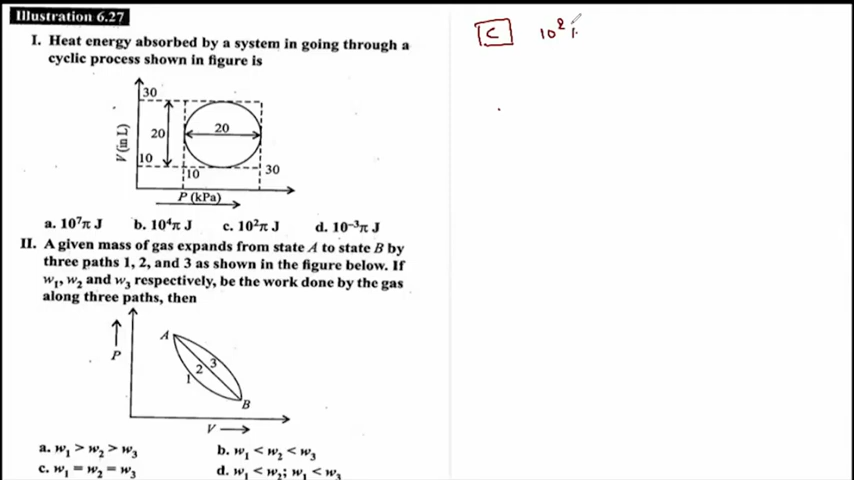 Illustration 6.27
I. Heat energy absorbed by a system in going through a
cyclic process shown in figure is
30
V (in L)
20
20
10
10
30
P (kPa)
a. 10⁷π J b. 10⁴π J c. 10²π J d. 10⁻³π J
II. A given mass of gas expands from state A to state B by
three paths 1, 2, and 3 as shown in the figure below. If
w₁, w₂ and w₃ respectively, be the work done by the gas
along three paths, then
A
P
3
2
1
B
V
a. w₁ > w₂ > w₃ b. w₁ < w₂ < w₃
c. w₁ = w₂ = w₃ d. w₁ < w₂; w₁ < w₃
C 10²